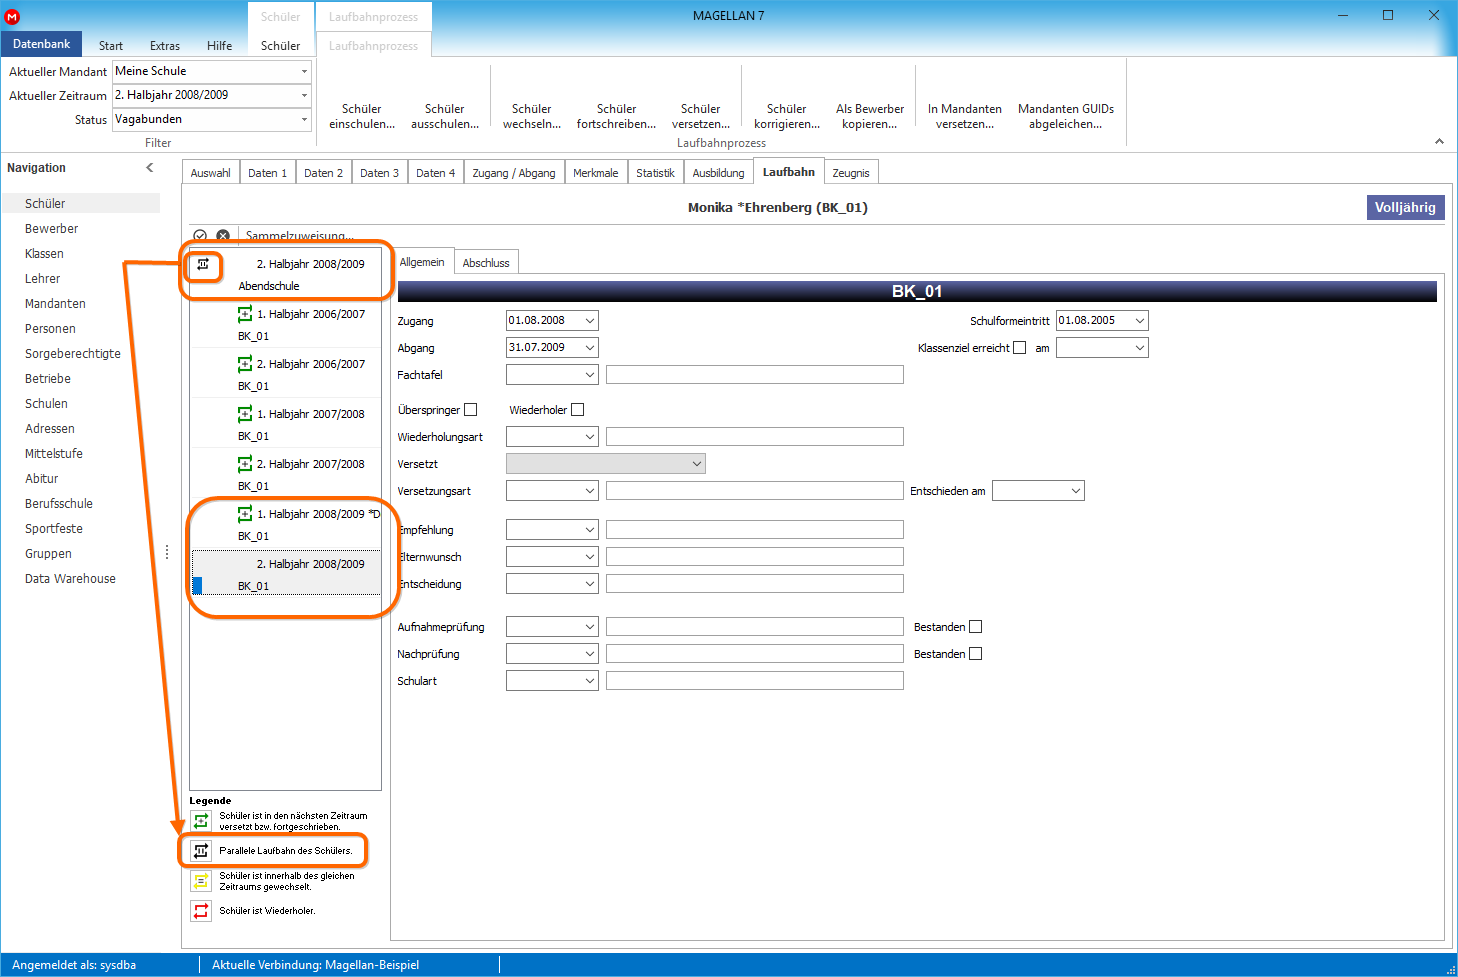 MAGELLAN 7
Schüler
Laufbahnprozess
Datenbank
Start
Extras
Hilfe
Schüler
Laufbahnprozess
Aktueller Mandant
Meine Schule
Aktueller Zeitraum
2. Halbjahr 2008/2009
Status
Vagabunden
Filter
Schüler
einschulen...
Schüler
ausschulen...
Schüler
wechseln...
Schüler
fortschreiben...
Schüler
versetzen...
Schüler
korrigieren...
Als Bewerber
kopieren...
In Mandanten
versetzen...
Mandanten GUIDs
abgeleichen...
Laufbahnprozess
Navigation
Schüler
Bewerber
Klassen
Lehrer
Mandanten
Personen
Sorgeberechtigte
Betriebe
Schulen
Adressen
Mittelstufe
Abitur
Berufsschule
Sportfeste
Gruppen
Data Warehouse
Auswahl
Daten 1
Daten 2
Daten 3
Daten 4
Zugang / Abgang
Merkmale
Statistik
Ausbildung
Laufbahn
Zeugnis
Monika *Ehrenberg (BK_01)
Volljährig
Sammelzuweisung...
2. Halbjahr 2008/2009
Abendschule
1. Halbjahr 2006/2007
BK_01
2. Halbjahr 2006/2007
BK_01
1. Halbjahr 2007/2008
BK_01
2. Halbjahr 2007/2008
BK_01
1. Halbjahr 2008/2009 *D
BK_01
2. Halbjahr 2008/2009
BK_01
Legende
Schüler ist in den nächsten Zeitraum
versetzt bzw. fortgeschrieben.
Parallele Laufbahn des Schülers.
Schüler ist innerhalb des gleichen
Zeitraums gewechselt.
Schüler ist Wiederholer.
Allgemein
Abschluss
BK_01
Zugang
01.08.2008
Schulformeintritt
01.08.2005
Abgang
31.07.2009
Klassenziel erreicht
am
Fachtafel
Überspringer
Wiederholer
Wiederholungsart
Versetzt
Versetzungsart
Entschieden am
Empfehlung
Elternwunsch
Entscheidung
Aufnahmeprüfung
Bestanden
Nachprüfung
Bestanden
Schulart
Angemeldet als: sysdba
Aktuelle Verbindung: Magellan-Beispiel